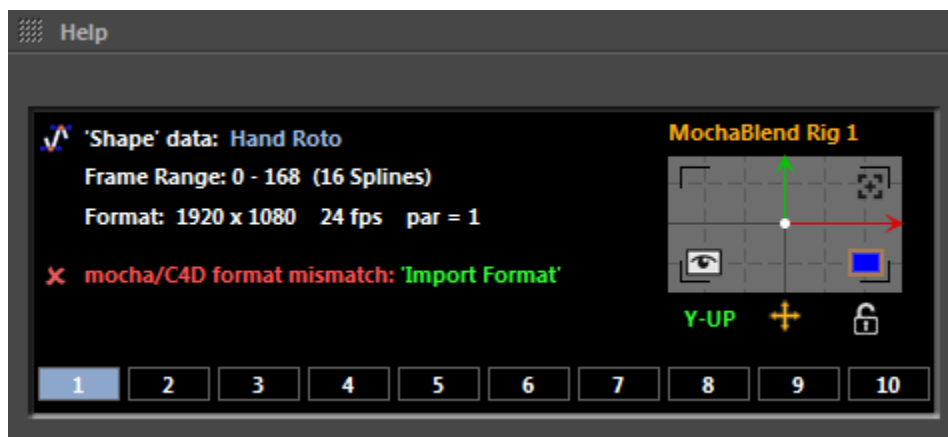 Help
'Shape' data: Hand Roto
MochaBlend Rig 1
Frame Range: 0 - 168 (16 Splines)
Format: 1920 x 1080 24 fps par = 1
mocha/C4D format mismatch: 'Import Format'
Y-UP
1 2 3 4 5 6 7 8 9 10